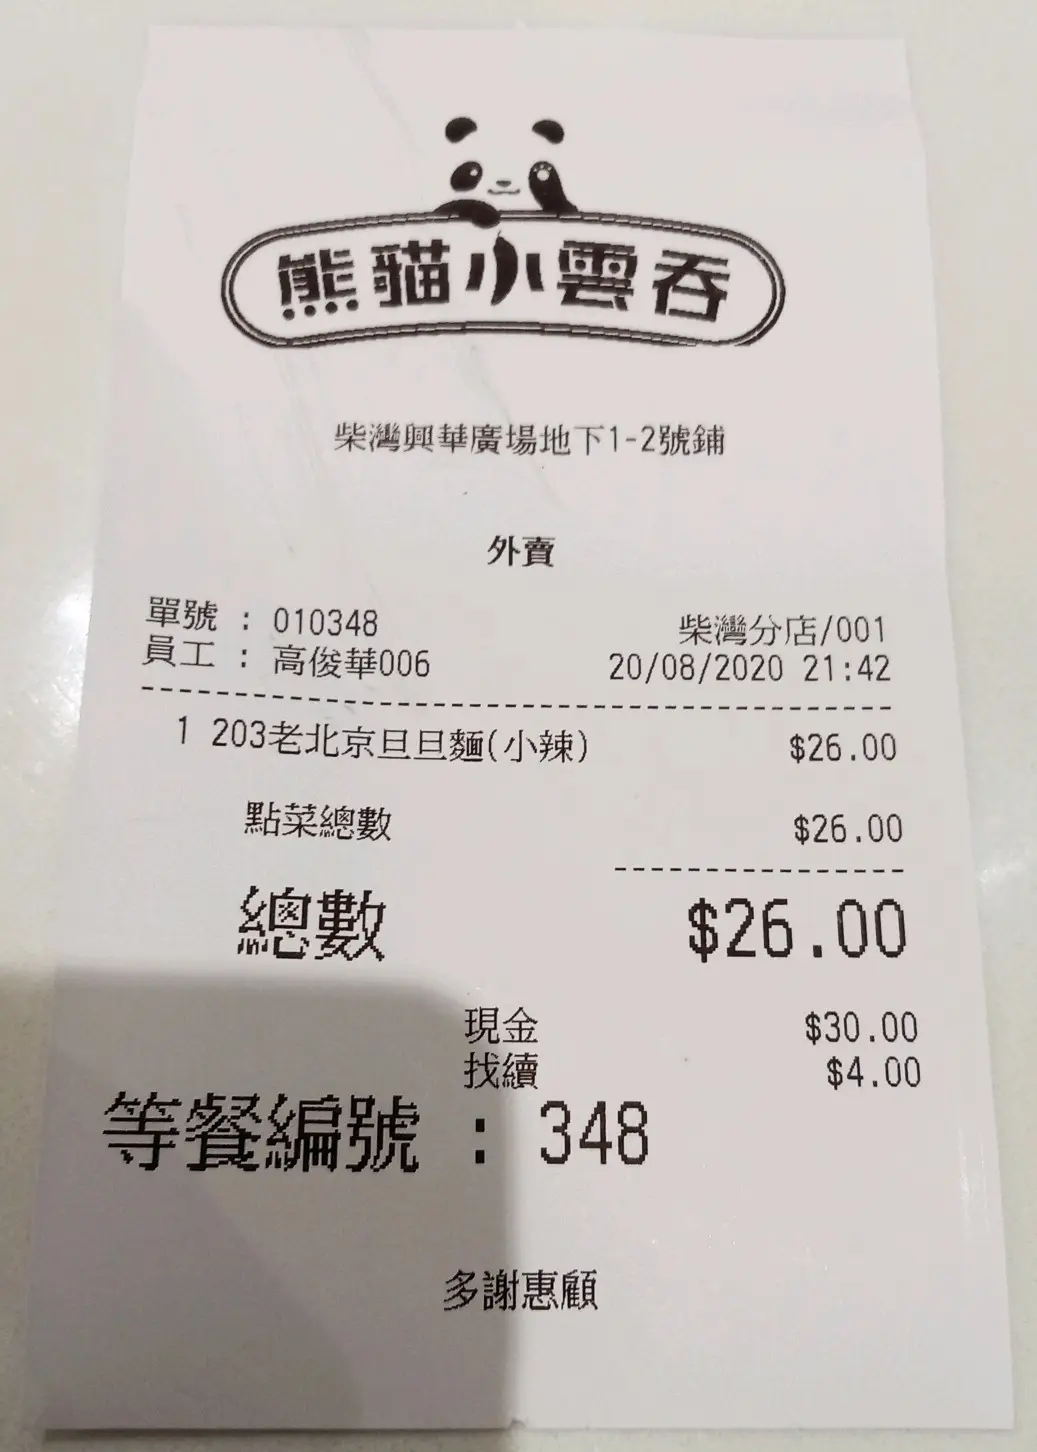 熊貓小雲吞
柴灣興華廣場地下1-2號鋪
外賣
單號 : 010348 柴灣分店/001
員工 : 高俊華006 20/08/2020 21:42
1 203老北京旦旦麵(小辣) $26.00
點菜總數 $26.00
總數 $26.00
現金 $30.00
找續 $4.00
等餐編號 : 348
多謝惠顧